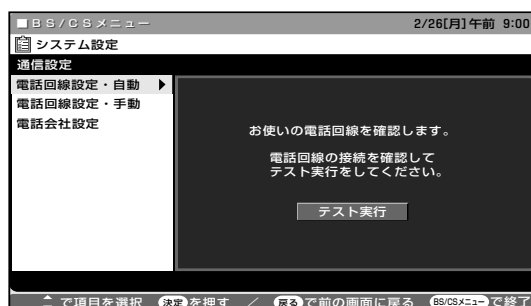 ■BS/CSメニュー 2/26[月]午前 9:00
システム設定
通信設定
電話回線設定・自動 ▶
電話回線設定・手動
電話会社設定
お使いの電話回線を確認します。
電話回線の接続を確認して
テスト実行をしてください。
テスト実行
で項目を選択 決定を押す / 戻るで前の画面に戻る BS/CSメニューで終了